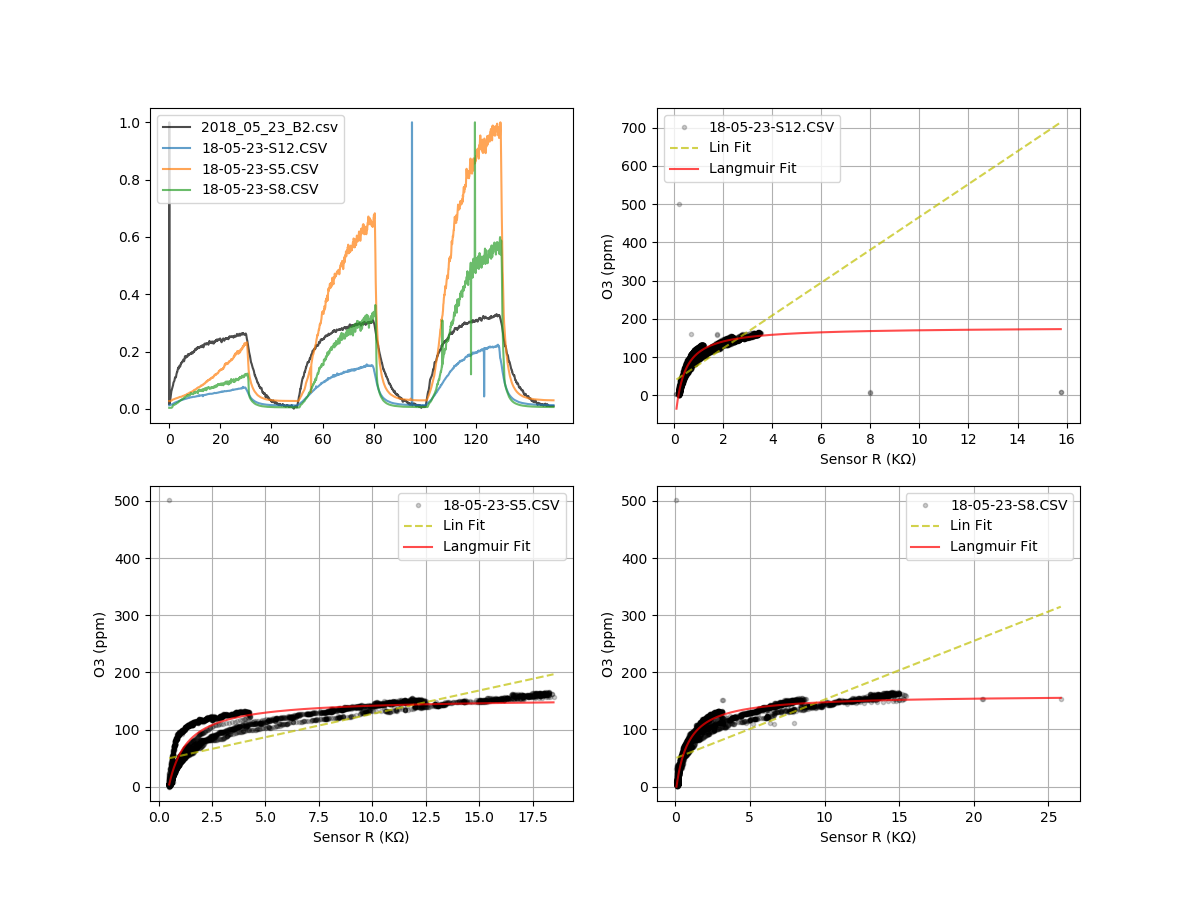 2018_05_23_B2.csv
18-05-23-S12.CSV
18-05-23-S5.CSV
18-05-23-S8.CSV
1.0
0.8
0.6
0.4
0.2
0.0
0 20 40 60 80 100 120 140
18-05-23-S12.CSV
Lin Fit
Langmuir Fit
O3 (ppm)
700
600
500
400
300
200
100
0
0 2 4 6 8 10 12 14 16
Sensor R (KΩ)
18-05-23-S5.CSV
Lin Fit
Langmuir Fit
O3 (ppm)
500
400
300
200
100
0
0.0 2.5 5.0 7.5 10.0 12.5 15.0 17.5
Sensor R (KΩ)
18-05-23-S8.CSV
Lin Fit
Langmuir Fit
O3 (ppm)
500
400
300
200
100
0
0 5 10 15 20 25
Sensor R (KΩ)